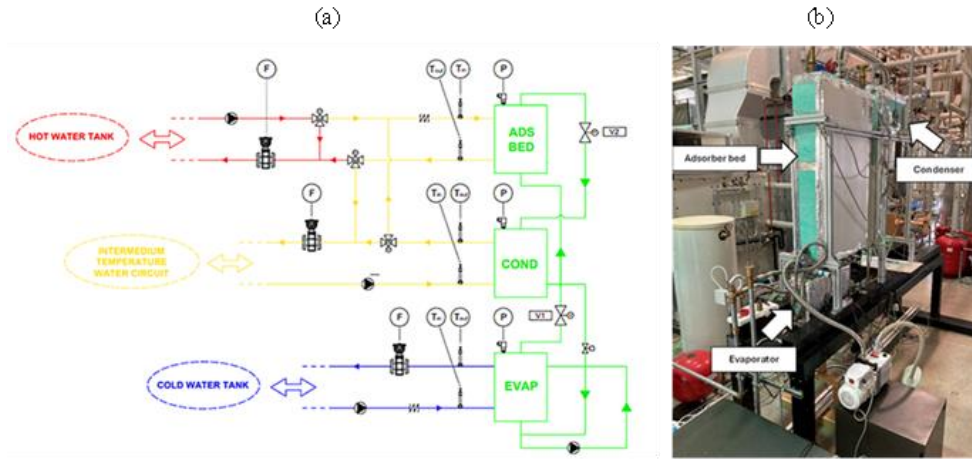 (a)
(b)
F
Tout
Tin
P
HOT WATER TANK
ADS
BED
V2
F
Tin
Tout
P
INTERMEDIUM
TEMPERATURE
WATER CIRCUIT
COND
V1
F
Tin
Tout
P
COLD WATER TANK
EVAP
Adsorber bed
Condenser
Evaporator